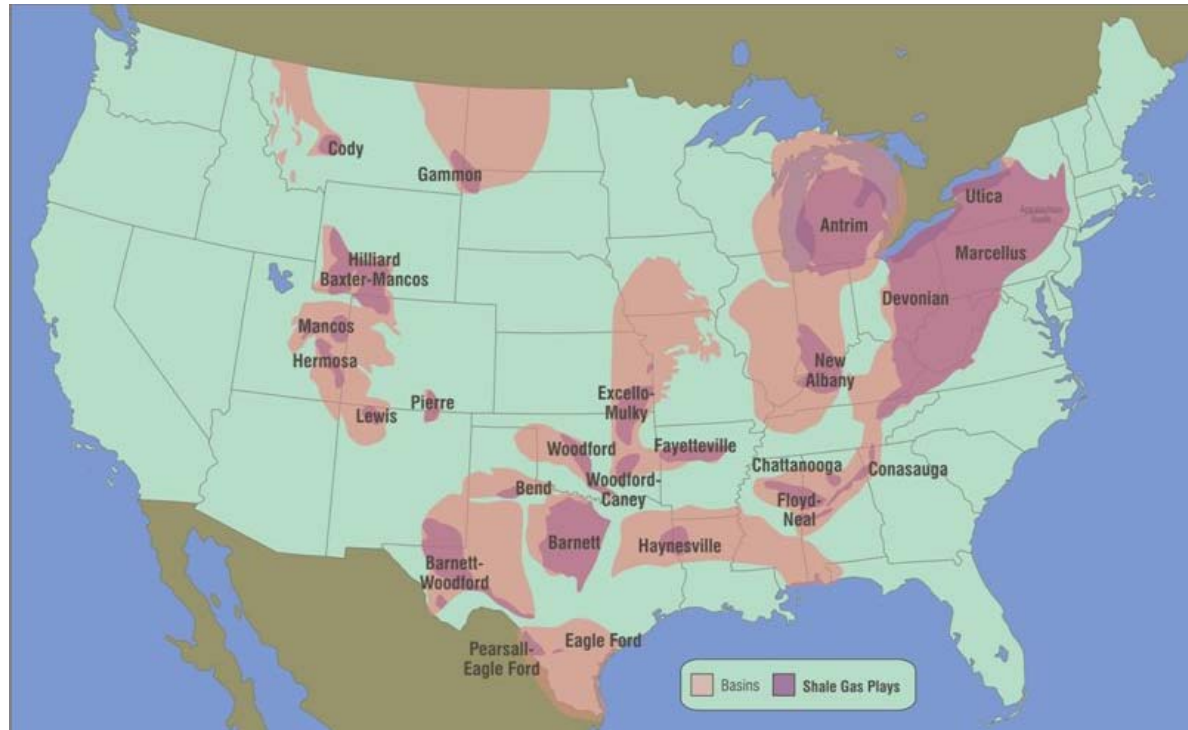 Cody
Gammon
Utica
Appalachian
Basin
Antrim
Marcellus
Hilliard
Baxter-Mancos
Devonian
Mancos
Hermosa
New
Albany
Excello-
Mulky
Pierre
Lewis
Woodford
Fayetteville
Chattanooga
Conasauga
Woodford-
Caney
Bend
Floyd-
Neal
Barnett
Haynesville
Barnett-
Woodford
Eagle Ford
Pearsall-
Eagle Ford
Basins
Shale Gas Plays